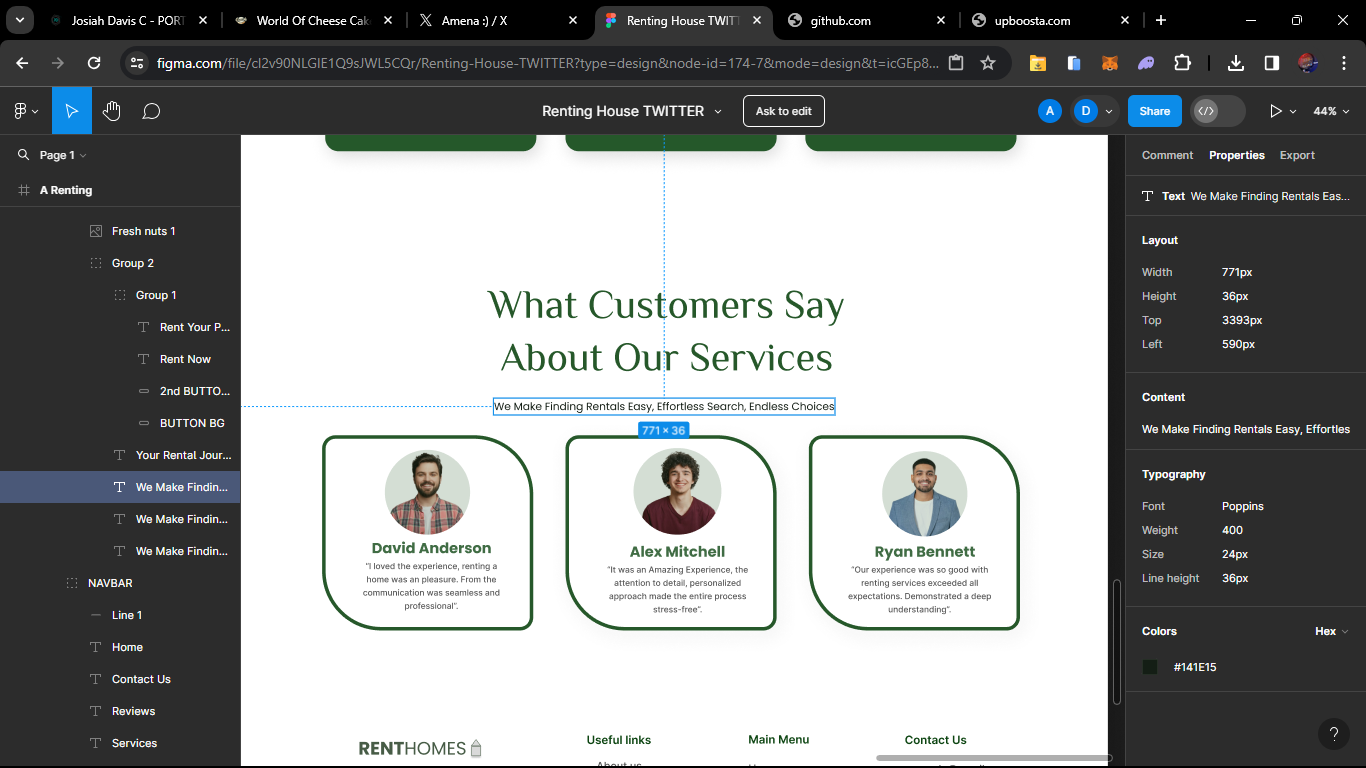 Josiah Davis C - PORT
World Of Cheese Cak
Amena :) / X
Renting House TWITT
github.com
upboosta.com
figma.com/file/cl2v90NLGlE1Q9sJWL5CQr/Renting-House-TWITTER?type=design&node-id=174-7&mode=design&t=icGEp8...
Renting House TWITTER
Ask to edit
A
D
Share
44%
Page 1
A Renting
Fresh nuts 1
Group 2
Group 1
Rent Your P...
Rent Now
2nd BUTTO...
BUTTON BG
Your Rental Jour...
We Make Findin...
We Make Findin...
We Make Findin...
NAVBAR
Line 1
Home
Contact Us
Reviews
Services
What Customers Say
About Our Services
We Make Finding Rentals Easy, Effortless Search, Endless Choices
771 × 36
David Anderson
"I loved the experience, renting a
home was an pleasure. From the
communication was seamless and
professional".
Alex Mitchell
"It was an Amazing Experience, the
attention to detail, personalized
approach made the entire process
stress-free".
Ryan Bennett
"Our experience was so good with
renting services exceeded all
expectations. Demonstrated a deep
understanding".
RENTHOMES
Useful links
About us
Main Menu
Contact Us
Comment
Properties
Export
Text We Make Finding Rentals Eas...
Layout
Width 771px
Height 36px
Top 3393px
Left 590px
Content
We Make Finding Rentals Easy, Effortles
Typography
Font Poppins
Weight 400
Size 24px
Line height 36px
Colors
Hex
#141E15
?